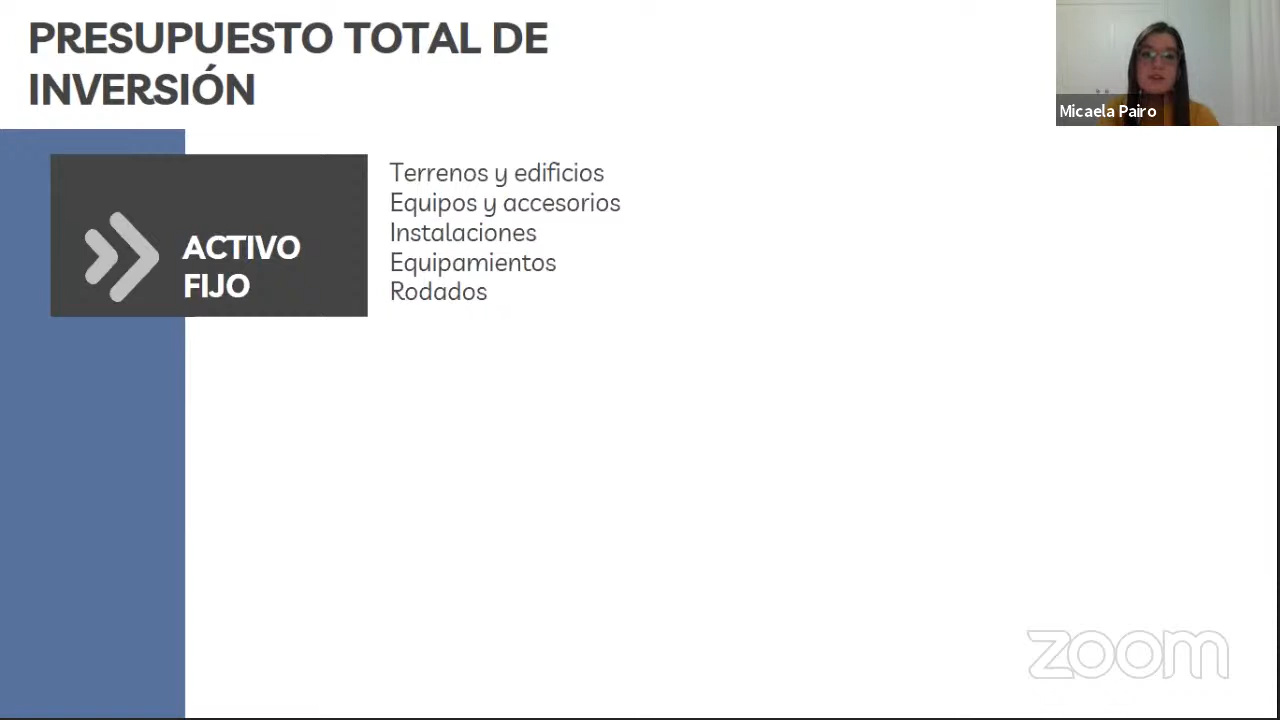 PRESUPUESTO TOTAL DE
INVERSIÓN
Micaela Pairo
ACTIVO
FIJO
Terrenos y edificios
Equipos y accesorios
Instalaciones
Equipamientos
Rodados
zoom